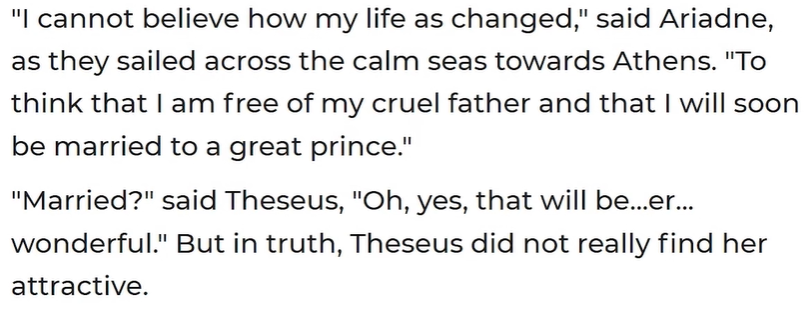 "I cannot believe how my life as changed," said Ariadne,
as they sailed across the calm seas towards Athens. "To
think that I am free of my cruel father and that I will soon
be married to a great prince."
"Married?" said Theseus, "Oh, yes, that will be...er...
wonderful." But in truth, Theseus did not really find her
attractive.